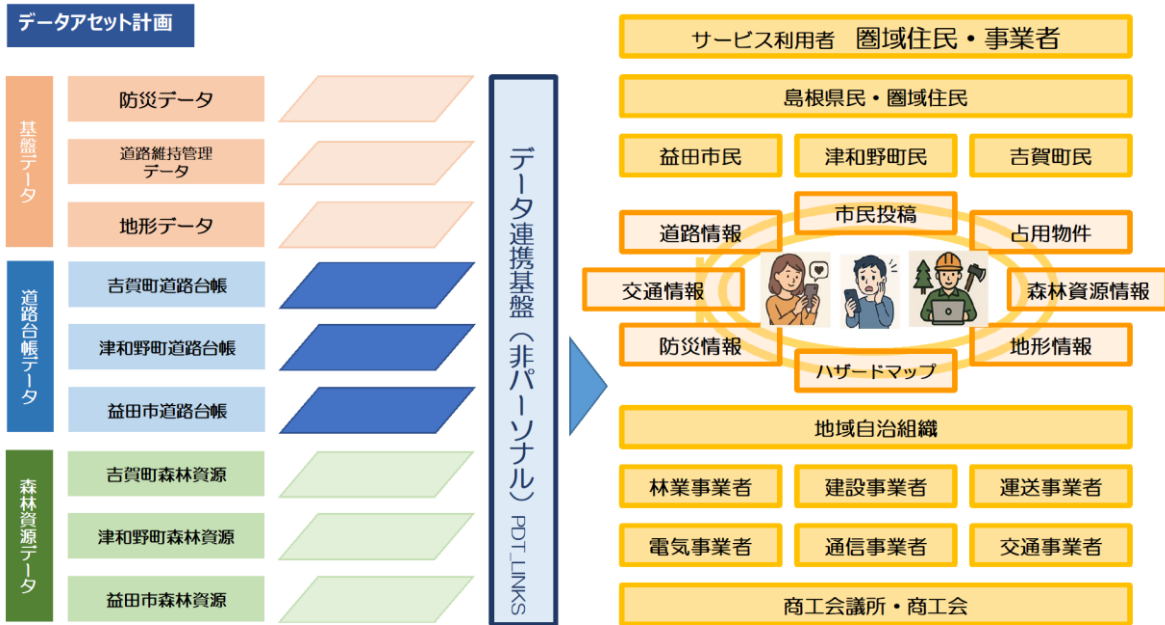 データアセット計画
基盤データ
防災データ
道路維持管理
データ
地形データ
道路台帳データ
吉賀町道路台帳
津和野町道路台帳
益田市道路台帳
森林資源データ
吉賀町森林資源
津和野町森林資源
益田市森林資源
データ連携基盤（非パーソナル）PDT_LINKS
サービス利用者 圏域住民・事業者
島根県民・圏域住民
益田市民
津和野町民
吉賀町民
市民投稿
道路情報
占用物件
交通情報
森林資源情報
防災情報
地形情報
ハザードマップ
地域自治組織
林業事業者
建設事業者
運送事業者
電気事業者
通信事業者
交通事業者
商工会議所・商工会